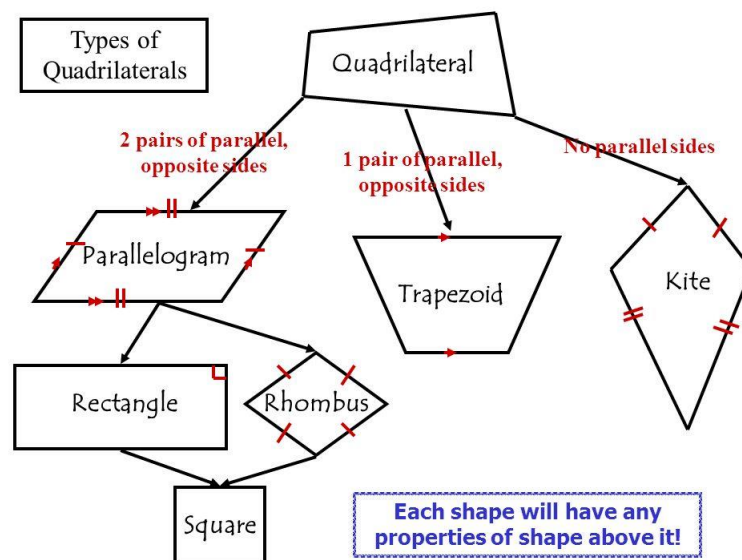 Types of
Quadrilaterals
Quadrilateral
2 pairs of parallel,
opposite sides
1 pair of parallel,
opposite sides
No parallel sides
Parallelogram
Trapezoid
Kite
Rectangle
Rhombus
Square
Each shape will have any
properties of shape above it!